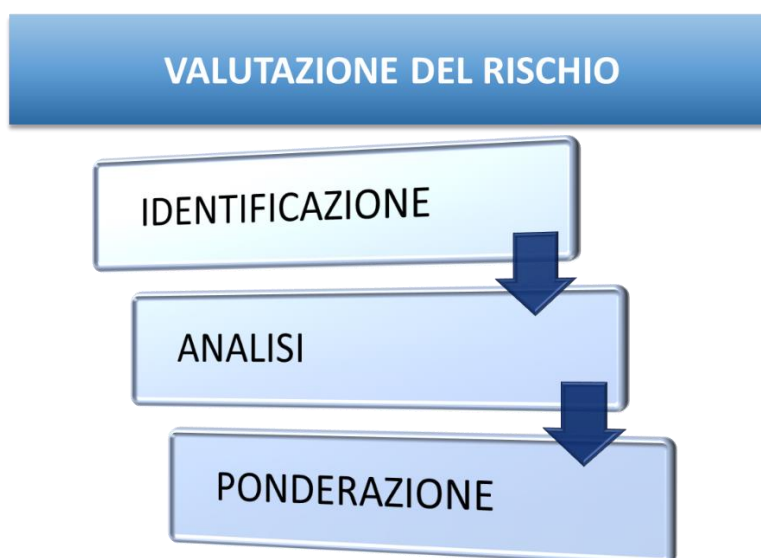 VALUTAZIONE DEL RISCHIO
IDENTIFICAZIONE
ANALISI
PONDERAZIONE